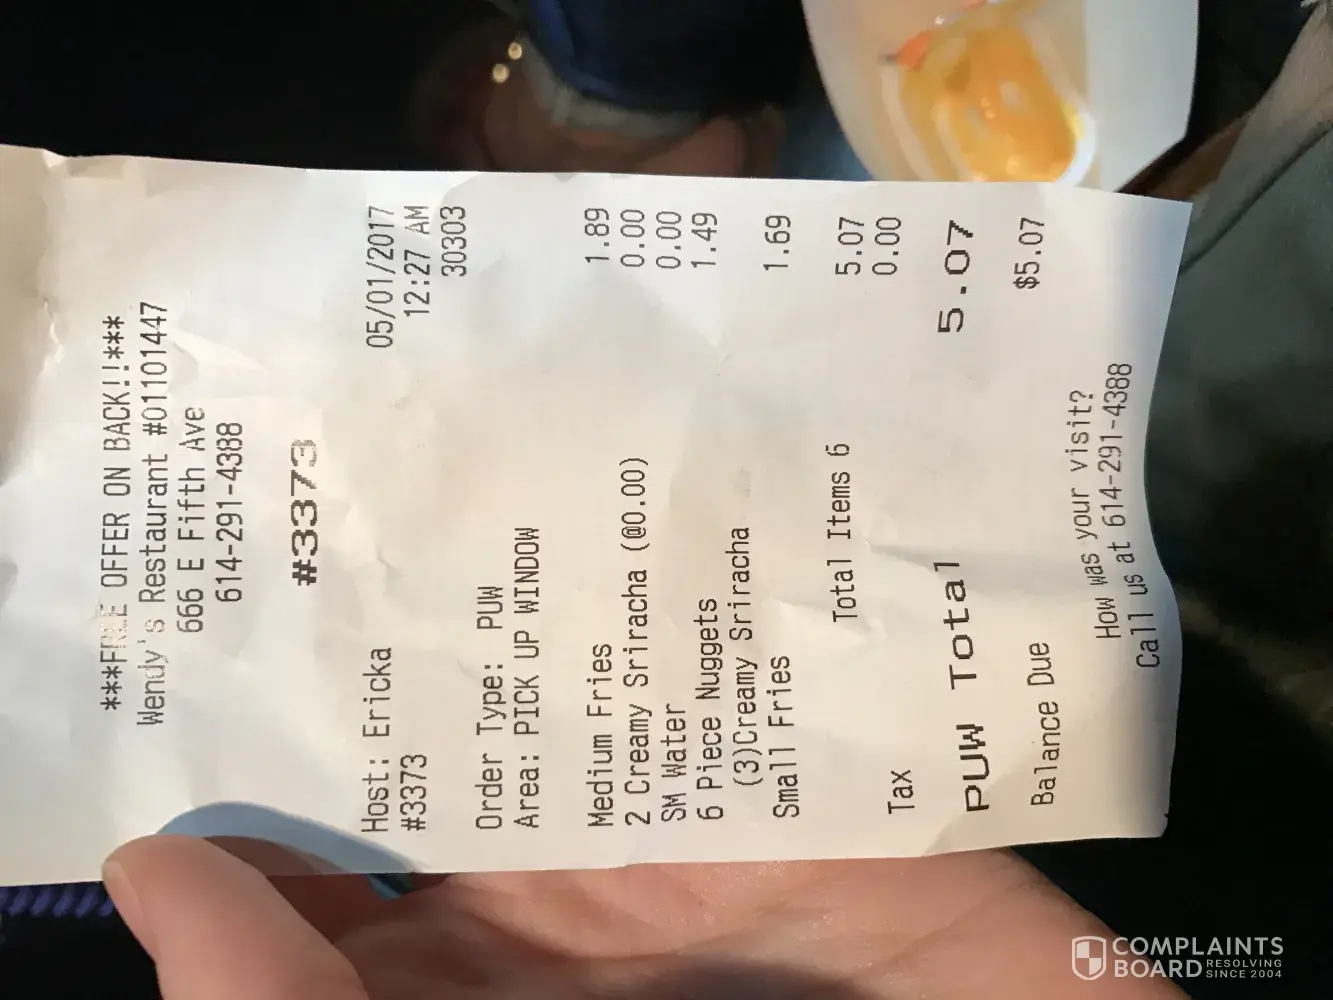 ***FREE OFFER ON BACK!!***
Wendy's Restaurant #01101447
666 E Fifth Ave
614-291-4388
#3373
Host: Ericka 05/01/2017
#3373 12:27 AM
30303
Order Type: PUW
Area: PICK UP WINDOW
Medium Fries 1.89
2 Creamy Sriracha (@0.00) 0.00
SM Water 0.00
6 Piece Nuggets 1.49
(3)Creamy Sriracha
Small Fries 1.69
Total Items 6 5.07
Tax 0.00
PUW Total 5.07
Balance Due $5.07
How was your visit?
Call us at 614-291-4388
COMPLAINTS
BOARD RESOLVING
SINCE 2004